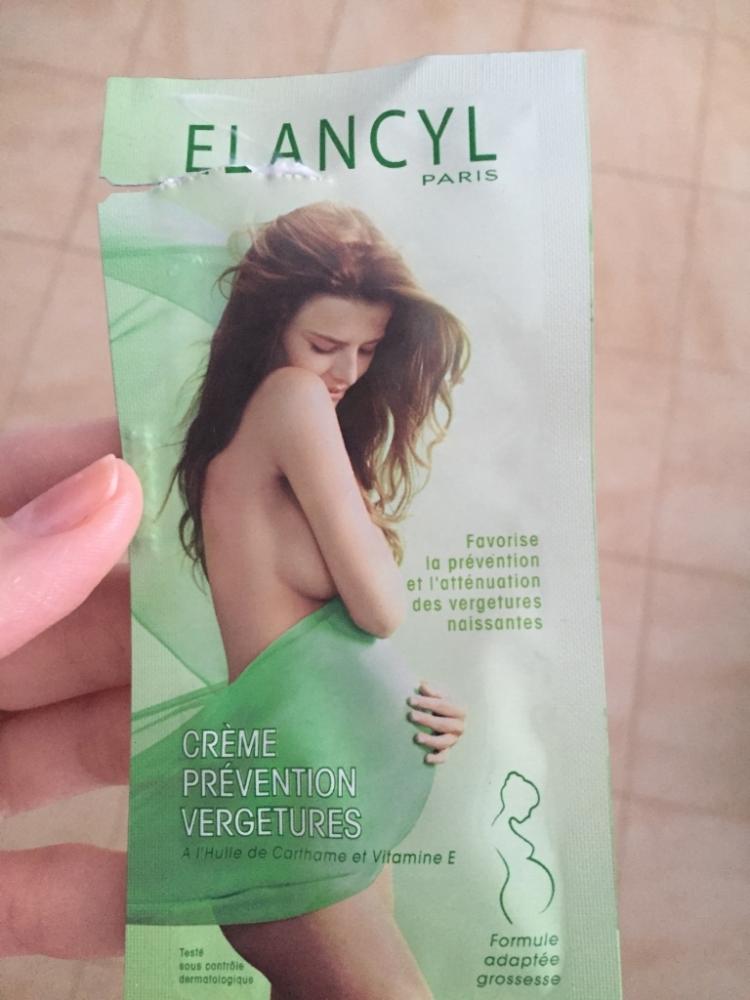 ELANCYL
PARIS
Favorise
la prévention
et l'atténuation
des vergetures
naissantes
CRÈME
PRÉVENTION
VERGETURES
A l'Huile de Carthame et Vitamine E
Testé
sous contrôle
dermatologique
Formule
adaptée
grossesse